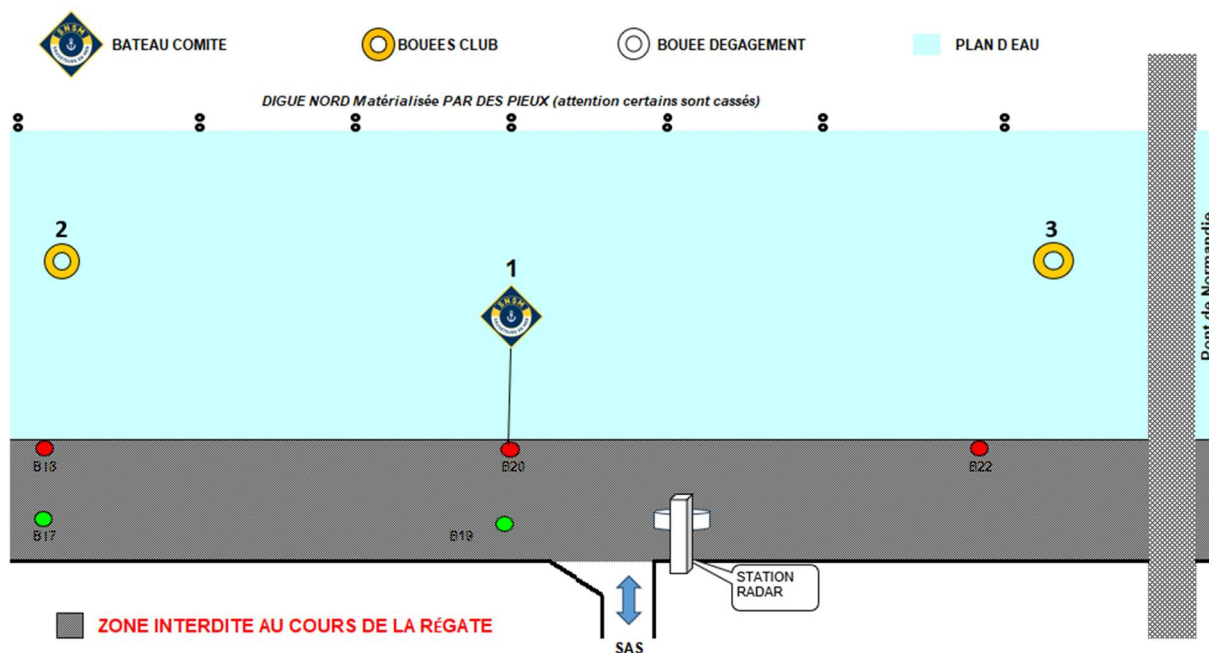 BATEAU COMITE
BOUEES CLUB
BOUEE DEGAGEMENT
PLAN D EAU
DIGUE NORD Matérialisée PAR DES PIEUX (attention certains sont cassés)
2
3
1
SNSM
Pont de Normandie
B18
B20
B22
B17
B19
STATION
RADAR
ZONE INTERDITE AU COURS DE LA RÉGATE
SAS